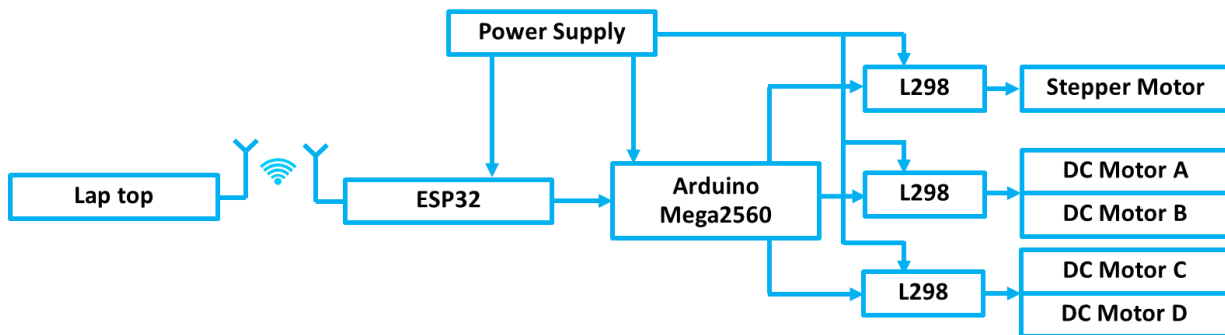 Power Supply
L298
Stepper Motor
Lap top
ESP32
Arduino
Mega2560
L298
DC Motor A
DC Motor B
L298
DC Motor C
DC Motor D